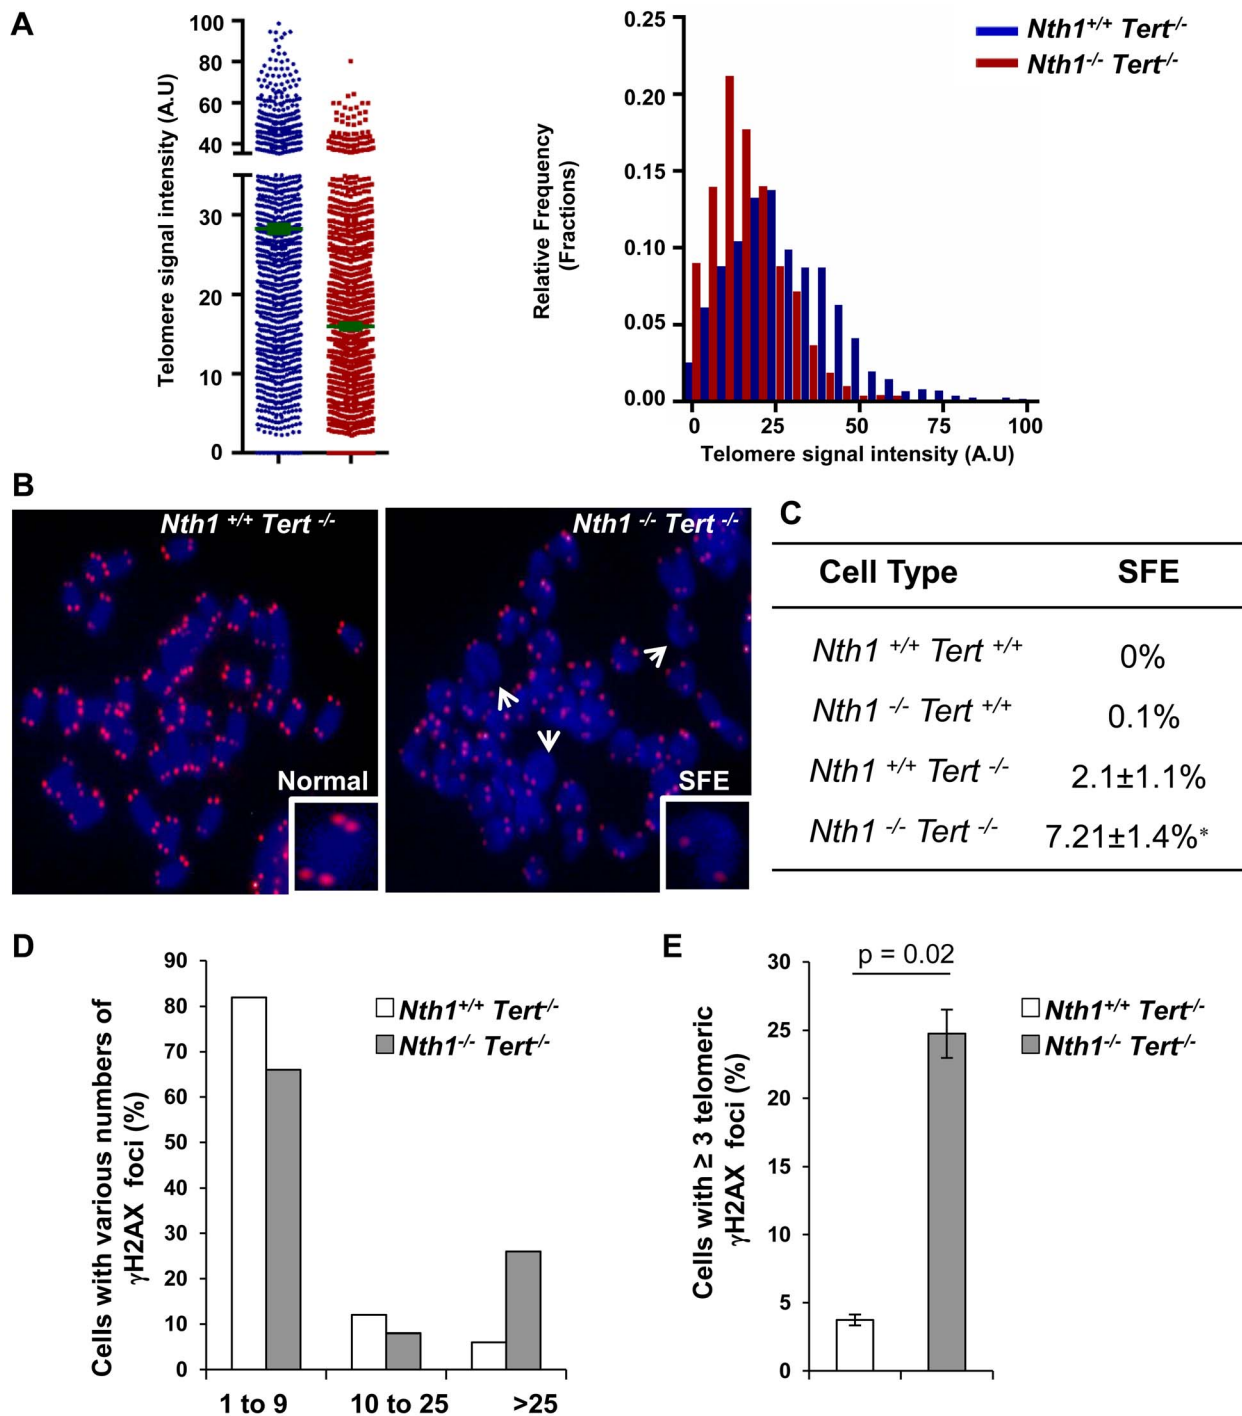 A
Telomere signal intensity (A.U)
100
80
60
40
30
20
10
0
Relative Frequency
(Fractions)
0.25
0.20
0.15
0.10
0.05
0.00
0 25 50 75 100
Telomere signal intensity (A.U)
Nth1+/+ Tert-/-
Nth1-/- Tert-/-
B
Nth1 +/+ Tert -/-
Normal
Nth1 -/- Tert -/-
SFE
C
Cell Type SFE
Nth1 +/+ Tert +/+ 0%
Nth1 -/- Tert +/+ 0.1%
Nth1 +/+ Tert -/- 2.1±1.1%
Nth1 -/- Tert -/- 7.21±1.4%*
D
Cells with various numbers of
γH2AX foci (%)
90
80
70
60
50
40
30
20
10
0
1 to 9 10 to 25 >25
Nth1+/+ Tert-/-
Nth1-/- Tert-/-
E
Cells with ≥ 3 telomeric
γH2AX foci (%)
30
25
20
15
10
5
0
p = 0.02
Nth1+/+ Tert-/-
Nth1-/- Tert-/-